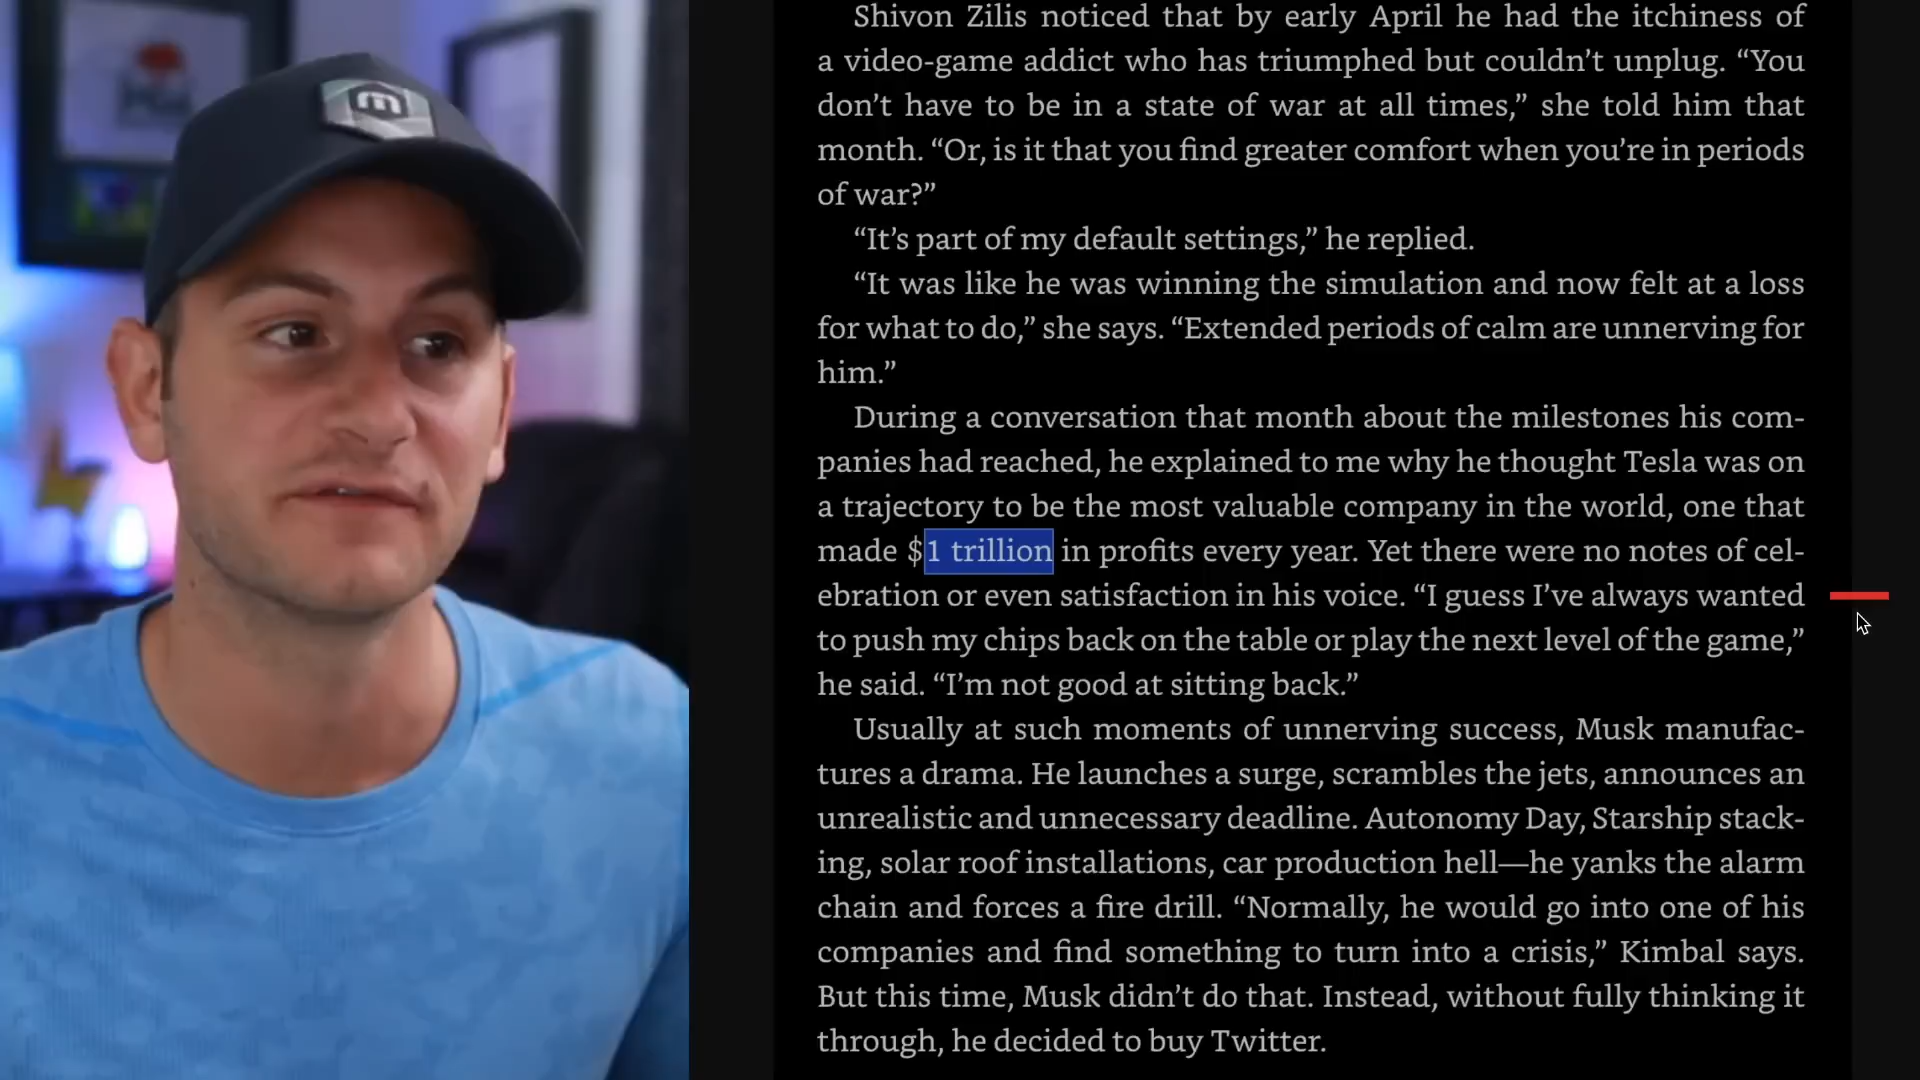 Shivon Zilis noticed that by early April he had the itchiness of
a video-game addict who has triumphed but couldn’t unplug. “You
don’t have to be in a state of war at all times,” she told him that
month. “Or, is it that you find greater comfort when you’re in periods
of war?”
“It’s part of my default settings,” he replied.
“It was like he was winning the simulation and now felt at a loss
for what to do,” she says. “Extended periods of calm are unnerving for
him.”
During a conversation that month about the milestones his com-
panies had reached, he explained to me why he thought Tesla was on
a trajectory to be the most valuable company in the world, one that
made $1 trillion in profits every year. Yet there were no notes of cel-
ebration or even satisfaction in his voice. “I guess I’ve always wanted
to push my chips back on the table or play the next level of the game,”
he said. “I’m not good at sitting back.”
Usually at such moments of unnerving success, Musk manufac-
tures a drama. He launches a surge, scrambles the jets, announces an
unrealistic and unnecessary deadline. Autonomy Day, Starship stack-
ing, solar roof installations, car production hell—he yanks the alarm
chain and forces a fire drill. “Normally, he would go into one of his
companies and find something to turn into a crisis,” Kimbal says.
But this time, Musk didn’t do that. Instead, without fully thinking it
through, he decided to buy Twitter.